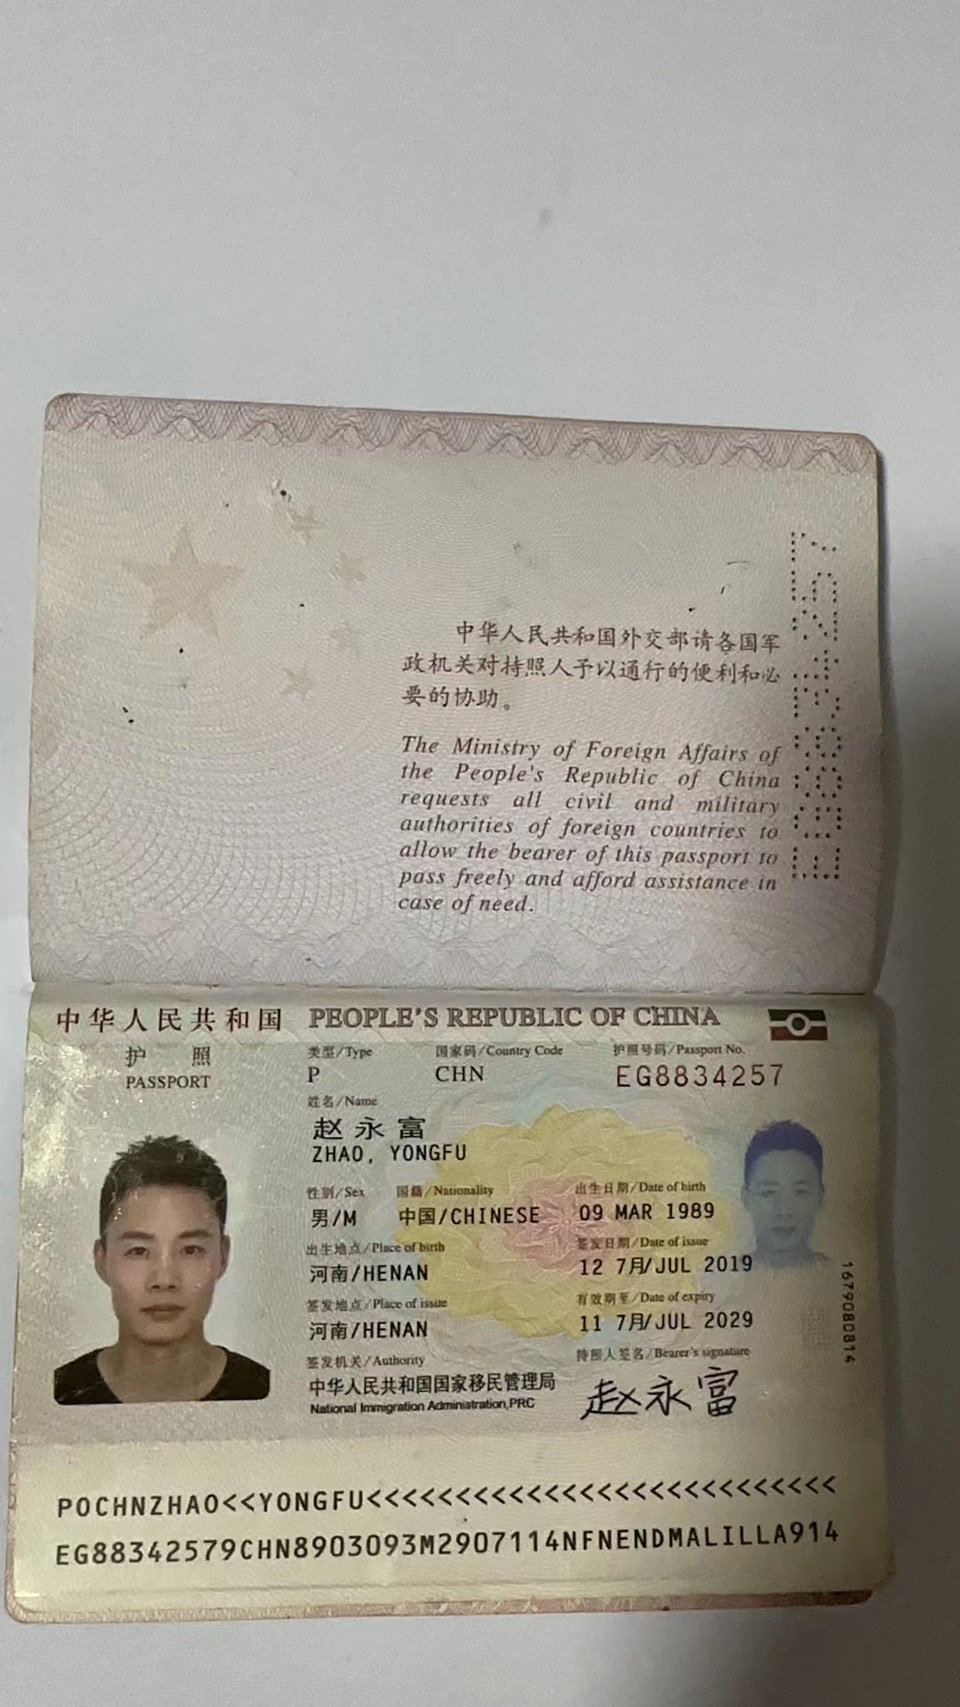 中华人民共和国外交部请各国军
政机关对持照人予以通行的便利和必
要的协助。
The Ministry of Foreign Affairs of
the People's Republic of China
requests all civil and military
authorities of foreign countries to
allow the bearer of this passport to
pass freely and afford assistance in
case of need.
中华人民共和国 PEOPLE'S REPUBLIC OF CHINA
护 照
PASSPORT
类型/Type 国家码/Country Code 护照号码/Passport No.
P CHN EG8834257
姓名/Name
赵永富
ZHAO, YONGFU
性别/Sex 国籍/Nationality 出生日期/Date of birth
男/M 中国/CHINESE 09 MAR 1989
出生地点/Place of birth 签发日期/Date of issue
河南/HENAN 12 7月/JUL 2019
签发地点/Place of issue 有效期至/Date of expiry
河南/HENAN 11 7月/JUL 2029
签发机关/Authority 持照人签名/Bearer's signature
中华人民共和国国家移民管理局 赵永富
National Immigration Administration,PRC
1679080814
POCHNZHAO<<YONGFU<<<<<<<<<<<<<<<<<<<<<<<<<<<
EG88342579CHN8903093M2907114NFNENDMALILLA914